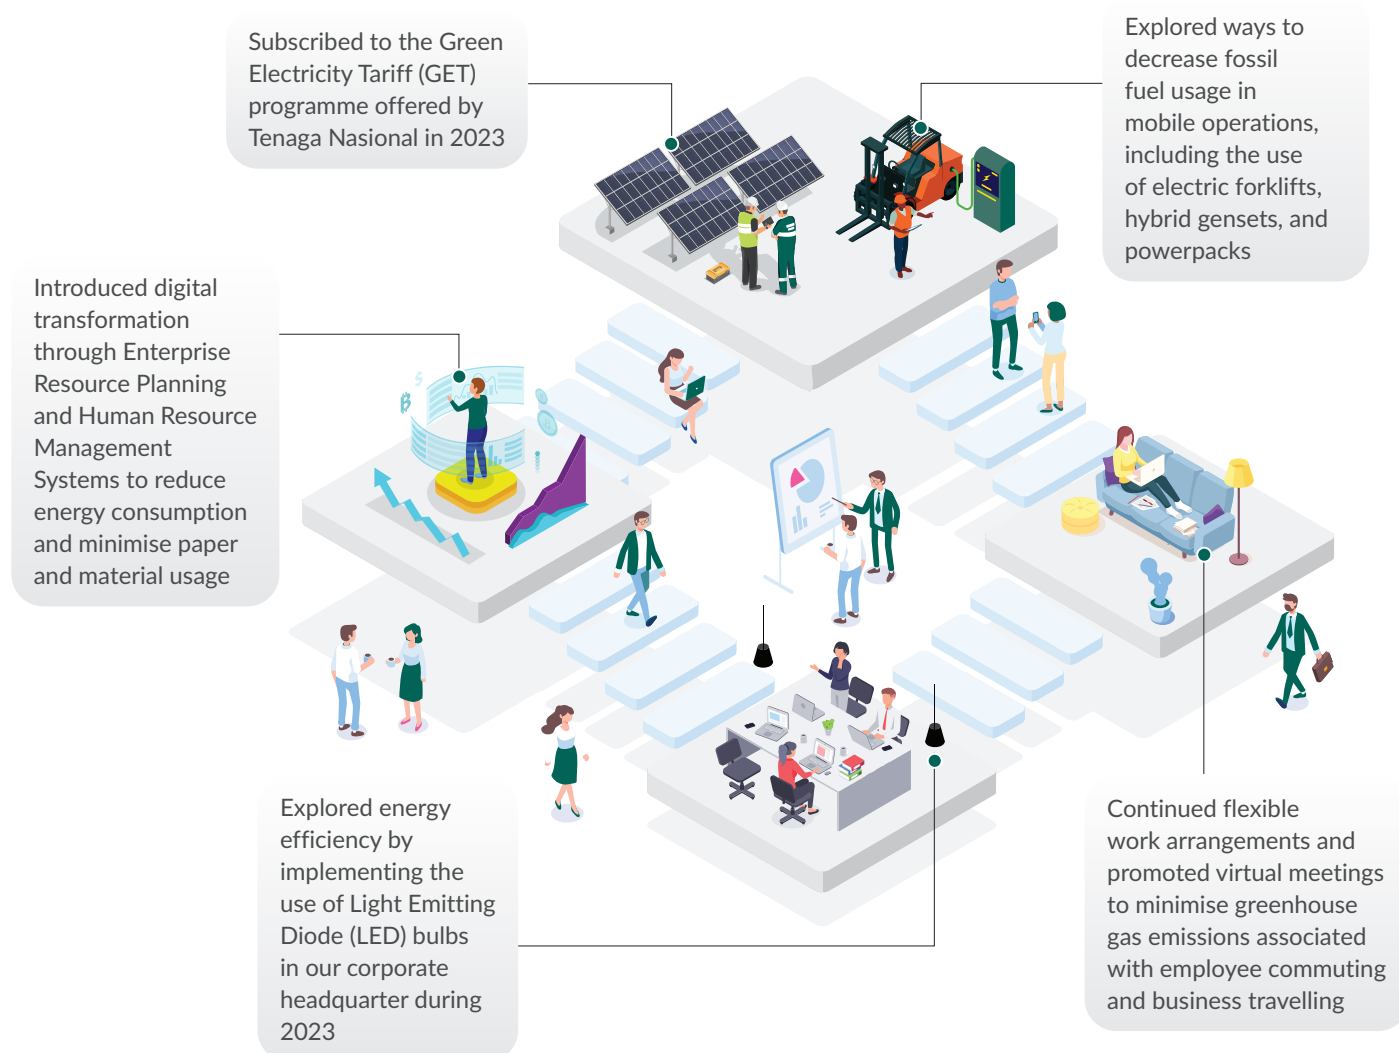 Subscribed to the Green
Electricity Tariff (GET)
programme offered by
Tenaga Nasional in 2023
Explored ways to
decrease fossil
fuel usage in
mobile operations,
including the use
of electric forklifts,
hybrid gensets, and
powerpacks
Introduced digital
transformation
through Enterprise
Resource Planning
and Human Resource
Management
Systems to reduce
energy consumption
and minimise paper
and material usage
Explored energy
efficiency by
implementing the
use of Light Emitting
Diode (LED) bulbs
in our corporate
headquarter during
2023
Continued flexible
work arrangements and
promoted virtual meetings
to minimise greenhouse
gas emissions associated
with employee commuting
and business travelling